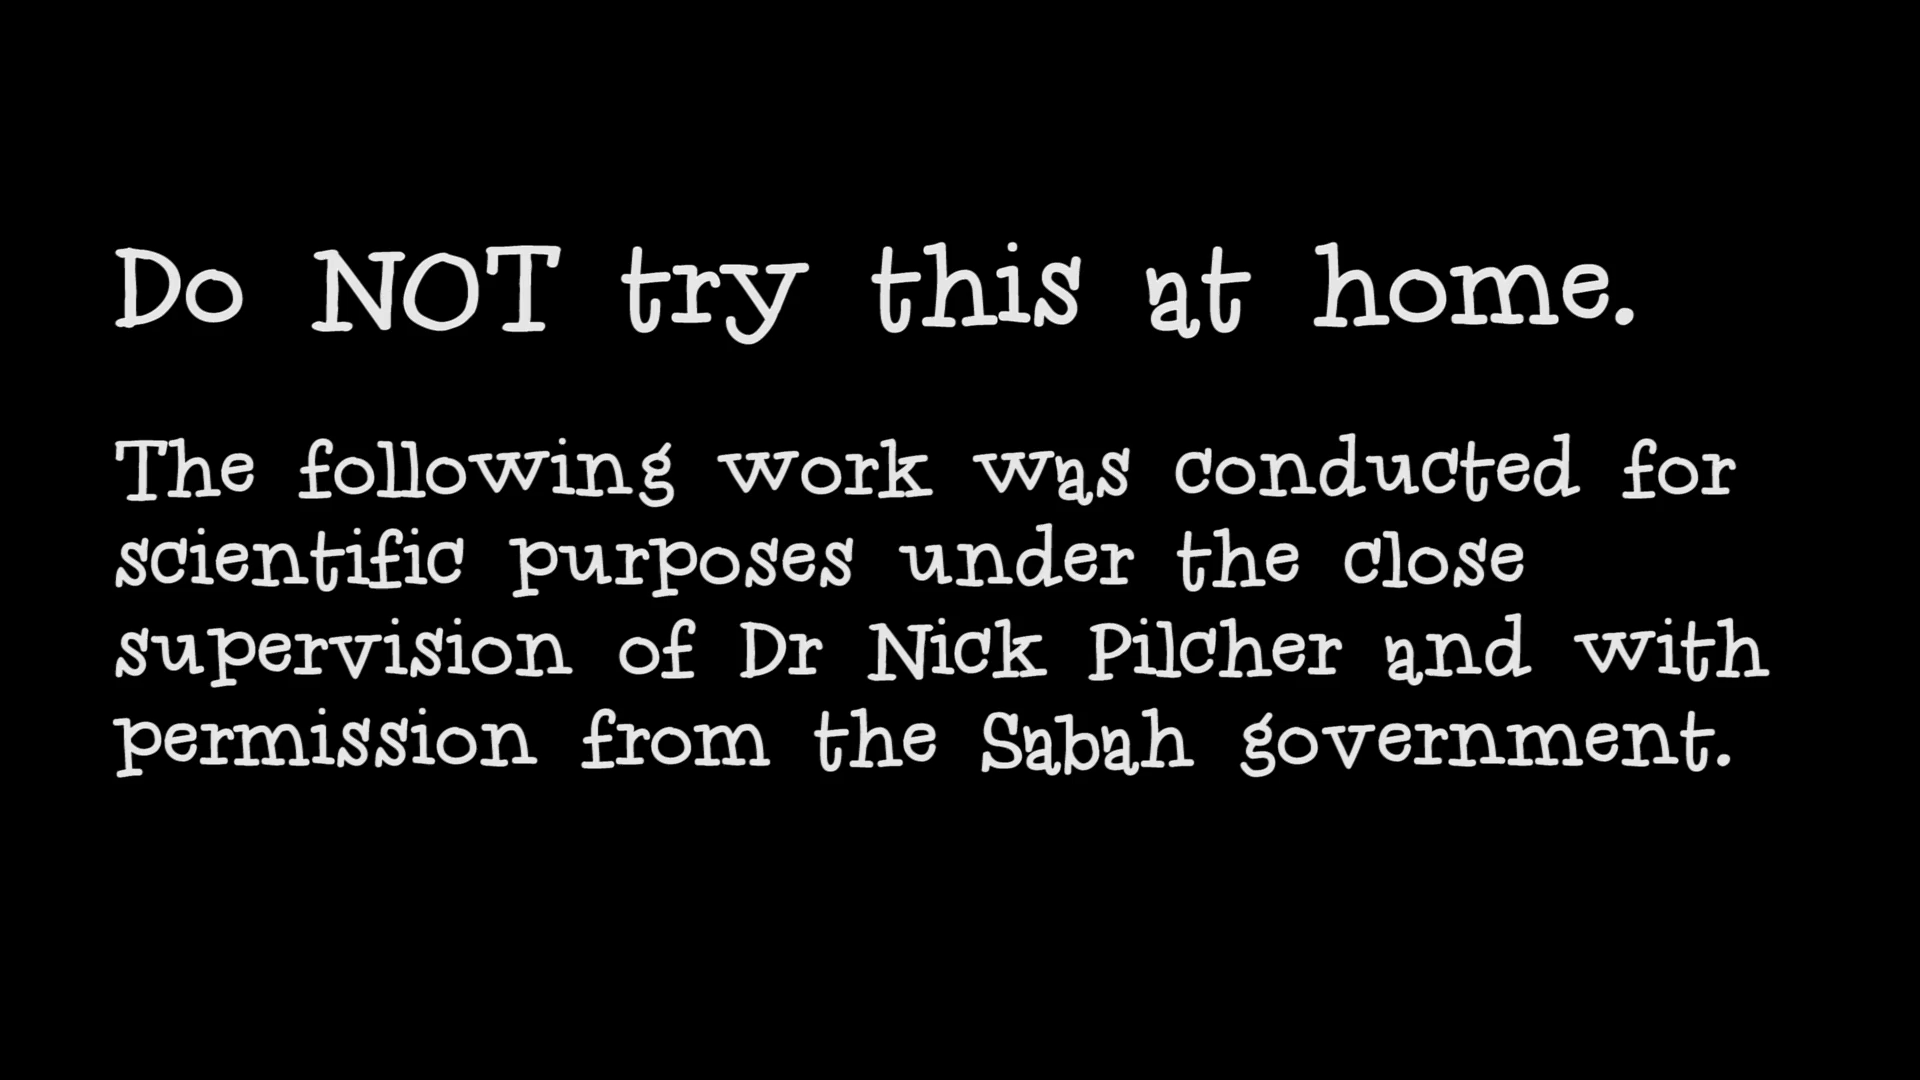 Do NOT try this at home.
The following work was conducted for
scientific purposes under the close
supervision of Dr Nick Pilcher and with
permission from the Sabah government.